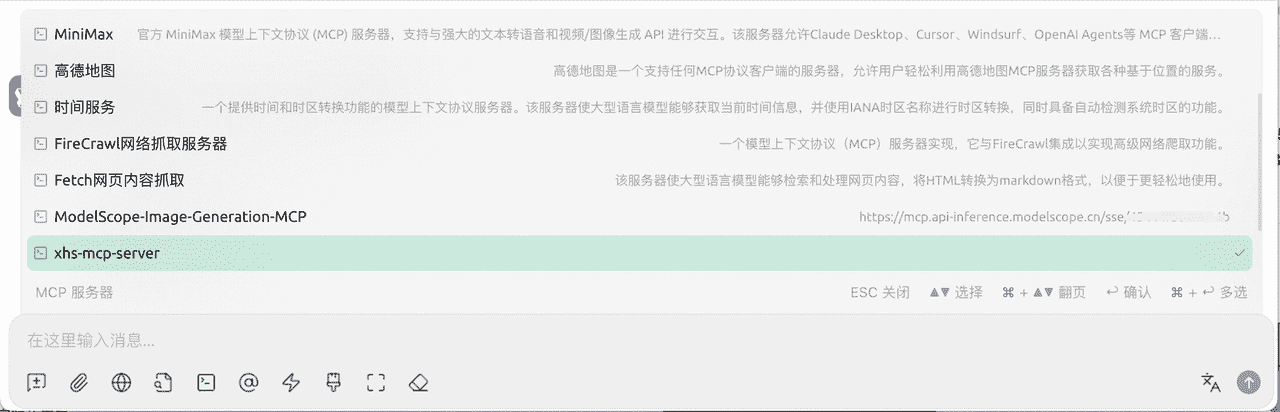 MiniMax 官方 MiniMax 模型上下文协议 (MCP) 服务器，支持与强大的文本转语音和视频/图像生成 API 进行交互。该服务器允许Claude Desktop、Cursor、Windsurf、OpenAI Agents等 MCP 客户端...
高德地图 高德地图是一个支持任何MCP协议客户端的服务器，允许用户轻松利用高德地图MCP服务器获取各种基于位置的服务。
时间服务 一个提供时间和时区转换功能的模型上下文协议服务器。该服务器使大型语言模型能够获取当前时间信息，并使用IANA时区名称进行时区转换，同时具备自动检测系统时区的功能。
FireCrawl网络抓取服务器 一个模型上下文协议（MCP）服务器实现，它与FireCrawl集成以实现高级网络爬取功能。
Fetch网页内容抓取 该服务器使大型语言模型能够检索和处理网页内容，将HTML转换为markdown格式，以便于更轻松地使用。
ModelScope-Image-Generation-MCP https://mcp.api-inference.modelscope.cn/sse/
xhs-mcp-server
MCP 服务器 ESC 关闭 ▲▼ 选择 ⌘ + ▲▼ 翻页 ↩ 确认 ⌘ + ↩ 多选
在这里输入消息...